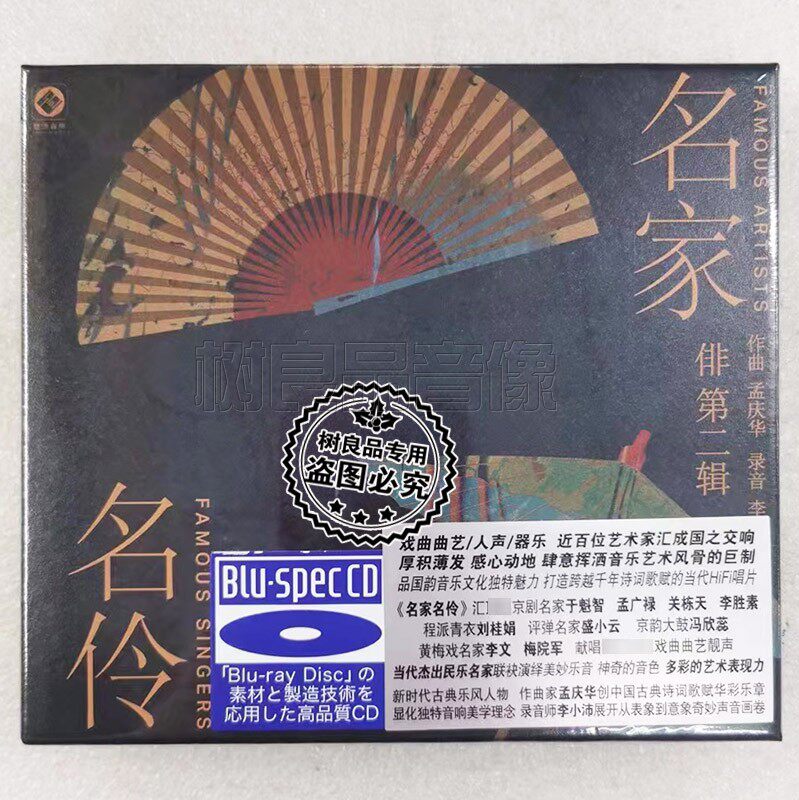 名家
FAMOUS ARTISTS
俳 第二辑
作曲 孟庆华 录音 李
树良品音像
树良品专用
盗图必究
名伶
FAMOUS SINGERS
Blu-spec CD
「Blu-ray Disc」の
素材と製造技術を
応用した高品質CD
戏曲曲艺/人声/器乐 近百位艺术家汇成国之交响
厚积薄发 感心动地 肆意挥洒音乐艺术风骨的巨制
品国韵音乐文化独特魅力 打造跨越千年诗词歌赋的当代HiFi唱片
《名家名伶》汇 京剧名家于魁智 孟广禄 关栋天 李胜素
程派青衣刘桂娟 评弹名家盛小云 京韵大鼓冯欣蕊
黄梅戏名家李文 梅院军 献唱 戏曲曲艺靓声
当代杰出民乐名家联袂演绎美妙乐音 神奇的音色 多彩的艺术表现力
新时代古典乐风人物 作曲家孟庆华创中国古典诗词歌赋华彩乐章
显化独特音响美学理念 录音师李小沛展开从表象到意象奇妙声音画卷